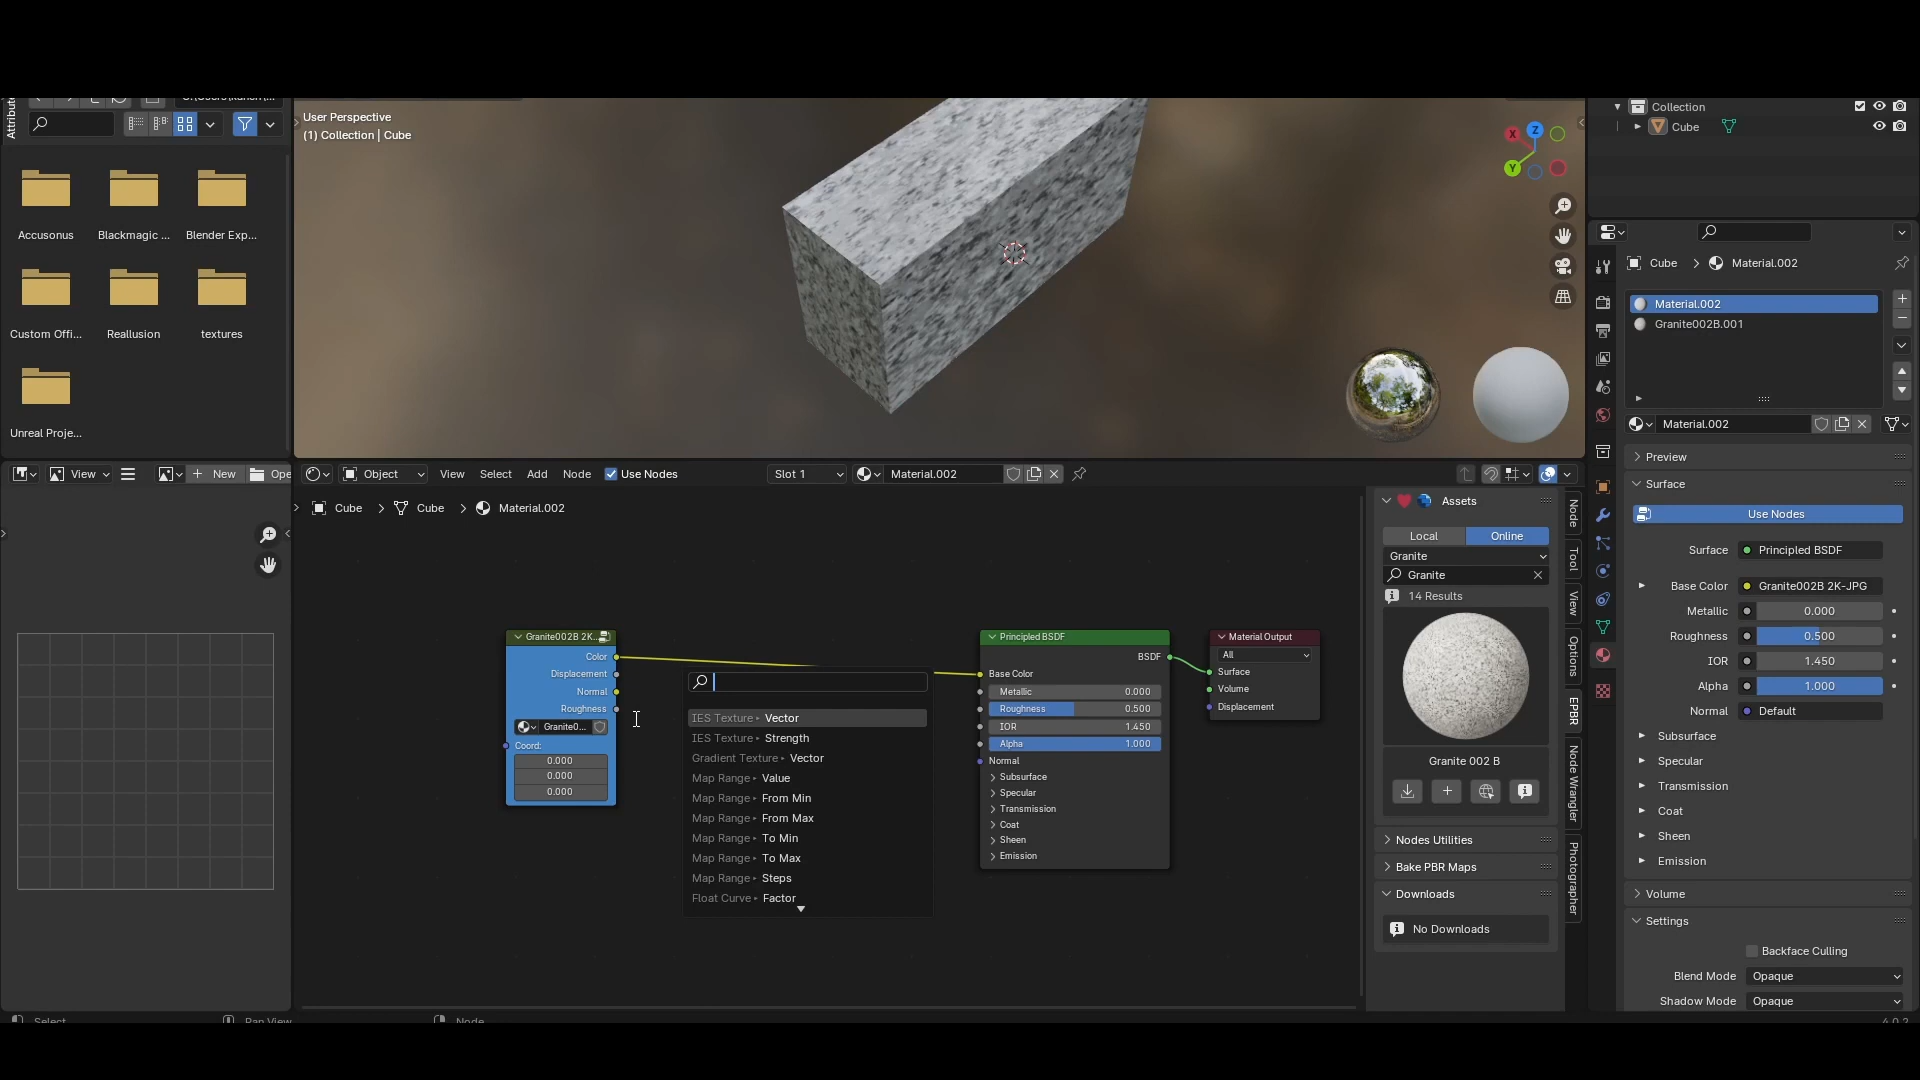 Attribute
Accusonus
Blackmagic ...
Blender Exp...
Custom Offi...
Reallusion
textures
Unreal Proje...
User Perspective
(1) Collection | Cube
X
Z
Y
Collection
Cube
Cube
Material.002
Material.002
Granite002B.001
Material.002
View
New
Ope
Object
View
Select
Add
Node
Use Nodes
Slot 1
Material.002
Cube
Cube
Material.002
Granite002B 2K...
Color
Displacement
Normal
Roughness
Granite0...
Coord:
0.000
0.000
0.000
IES Texture ▸ Vector
IES Texture ▸ Strength
Gradient Texture ▸ Vector
Map Range ▸ Value
Map Range ▸ From Min
Map Range ▸ From Max
Map Range ▸ To Min
Map Range ▸ To Max
Map Range ▸ Steps
Float Curve ▸ Factor
Principled BSDF
BSDF
Base Color
Metallic 0.000
Roughness 0.500
IOR 1.450
Alpha 1.000
Normal
Subsurface
Specular
Transmission
Coat
Sheen
Emission
Material Output
All
Surface
Volume
Displacement
Assets
Local
Online
Granite
Granite
14 Results
Granite 002 B
Nodes Utilities
Bake PBR Maps
Downloads
No Downloads
Node
Tool
View
Options
EPBR
Node Wrangler
Photographer
Preview
Surface
Use Nodes
Surface Principled BSDF
Base Color Granite002B 2K-JPG
Metallic 0.000
Roughness 0.500
IOR 1.450
Alpha 1.000
Normal Default
Subsurface
Specular
Transmission
Coat
Sheen
Emission
Volume
Settings
Backface Culling
Blend Mode Opaque
Shadow Mode Opaque
Select
Pan View
Node
4.0.2